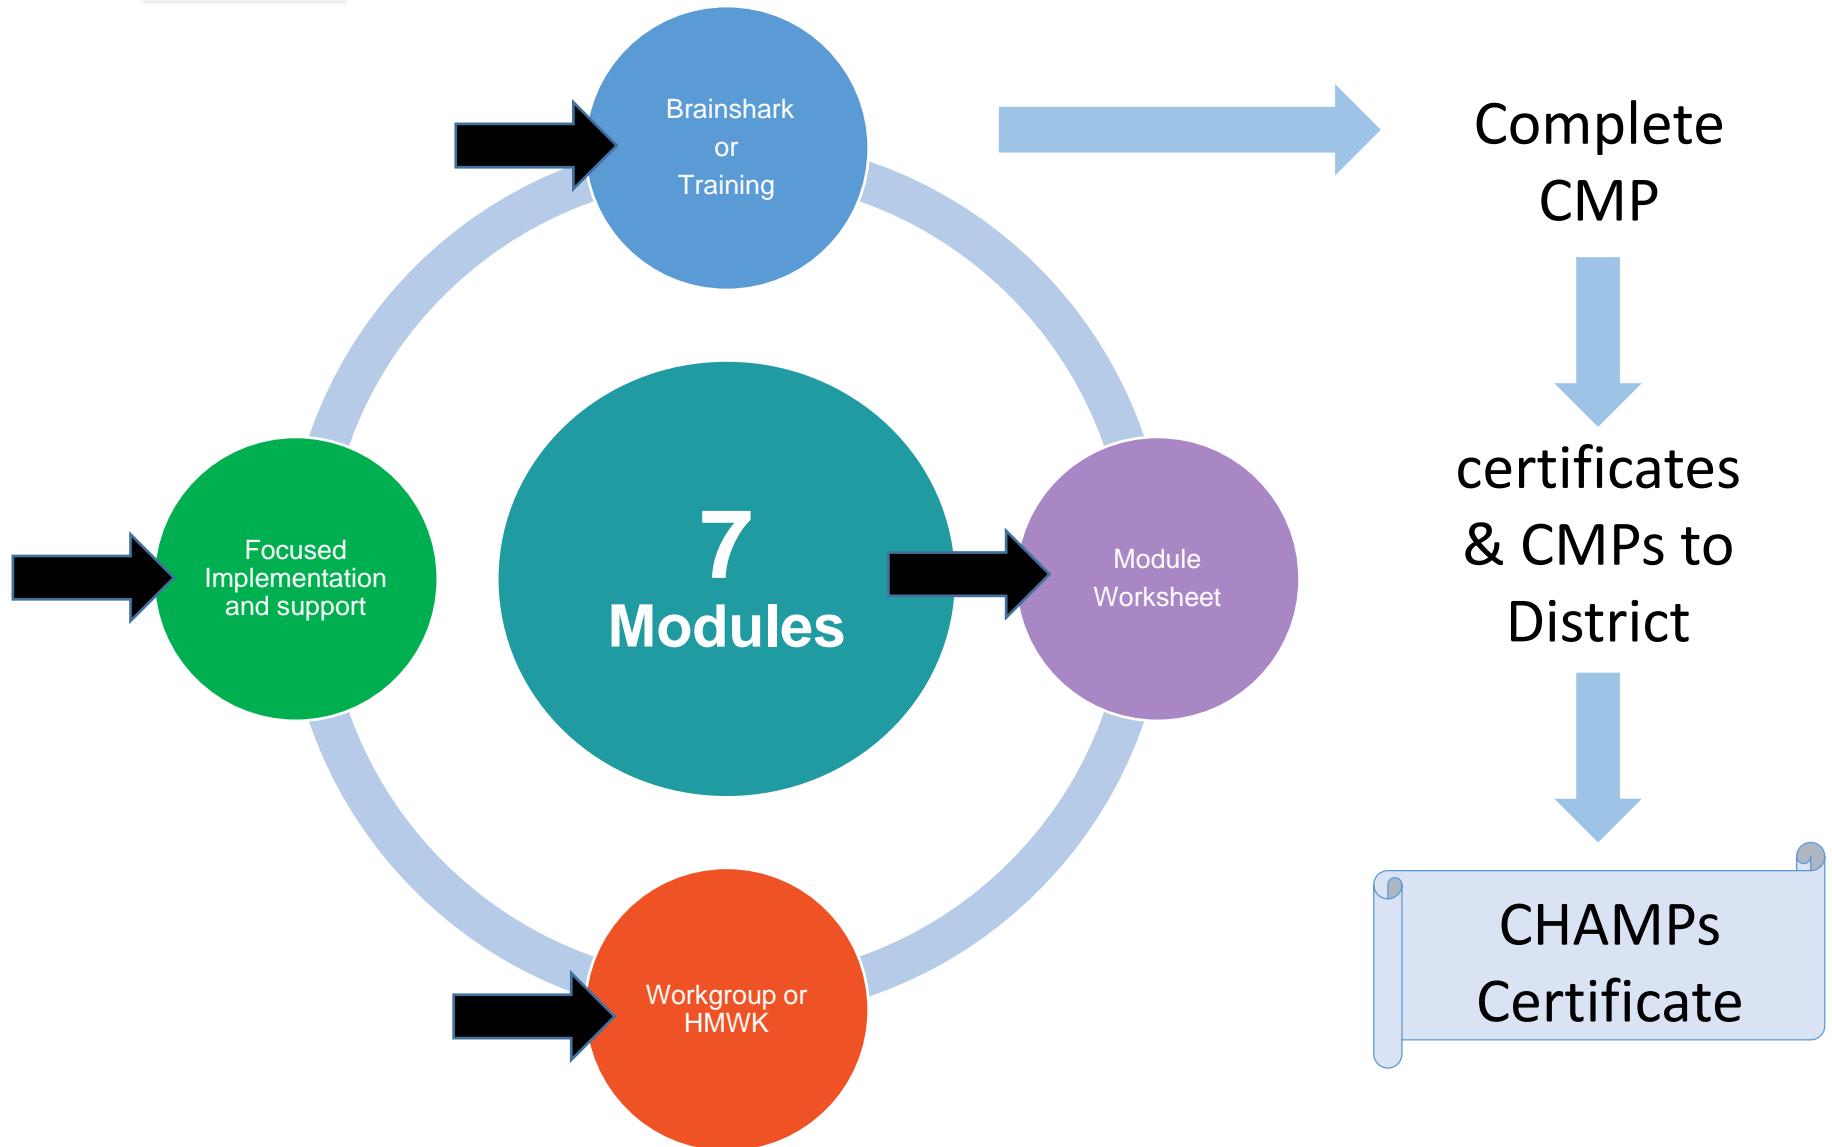 Brainshark
or
Training
Complete
CMP
7
Modules
Module
Worksheet
Focused
Implementation
and support
Workgroup or
HMWK
certificates
& CMPs to
District
CHAMPs
Certificate